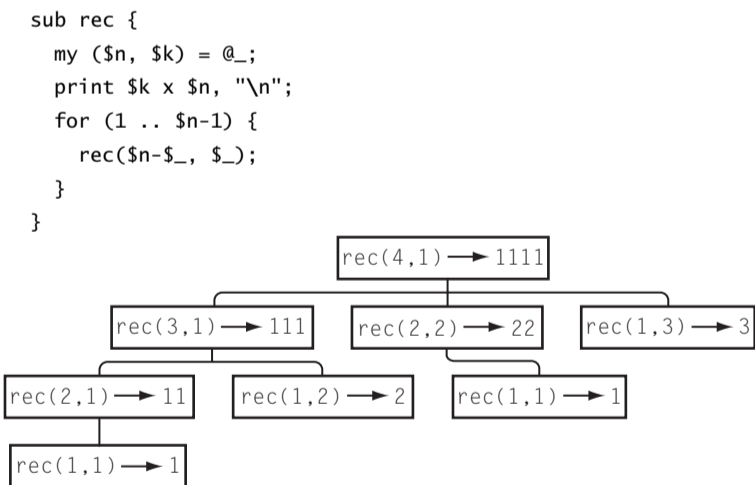 sub rec {
my ($n, $k) = @_;
print $k x $n, "\n";
for (1 .. $n-1) {
rec($n-$_, $_);
}
}
rec(4,1) → 1111
rec(3,1) → 111
rec(2,2) → 22
rec(1,3) → 3
rec(2,1) → 11
rec(1,2) → 2
rec(1,1) → 1
rec(1,1) → 1